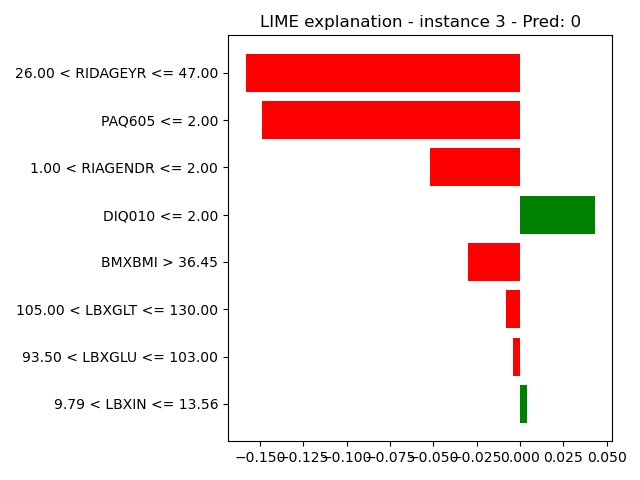 LIME explanation - instance 3 - Pred: 0
26.00 < RIDAGEYR <= 47.00
PAQ605 <= 2.00
1.00 < RIAGENDR <= 2.00
DIQ010 <= 2.00
BMXBMI > 36.45
105.00 < LBXGLT <= 130.00
93.50 < LBXGLU <= 103.00
9.79 < LBXIN <= 13.56
−0.150 −0.125 −0.100 −0.075 −0.050 −0.025 0.000 0.025 0.050